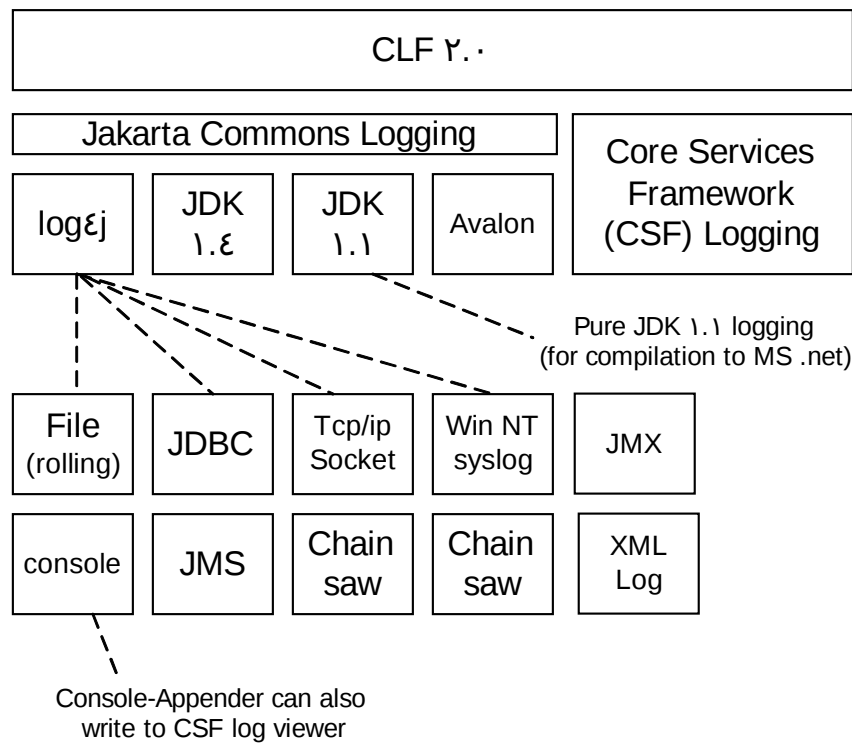 CLF ٢.٠
Jakarta Commons Logging
Core Services
Framework
(CSF) Logging
log٤j
JDK
١.٤
JDK
١.١
Avalon
Pure JDK ١.١ logging
(for compilation to MS .net)
File
(rolling)
JDBC
Tcp/ip
Socket
Win NT
syslog
JMX
console
JMS
Chain
saw
Chain
saw
XML
Log
Console-Appender can also
write to CSF log viewer